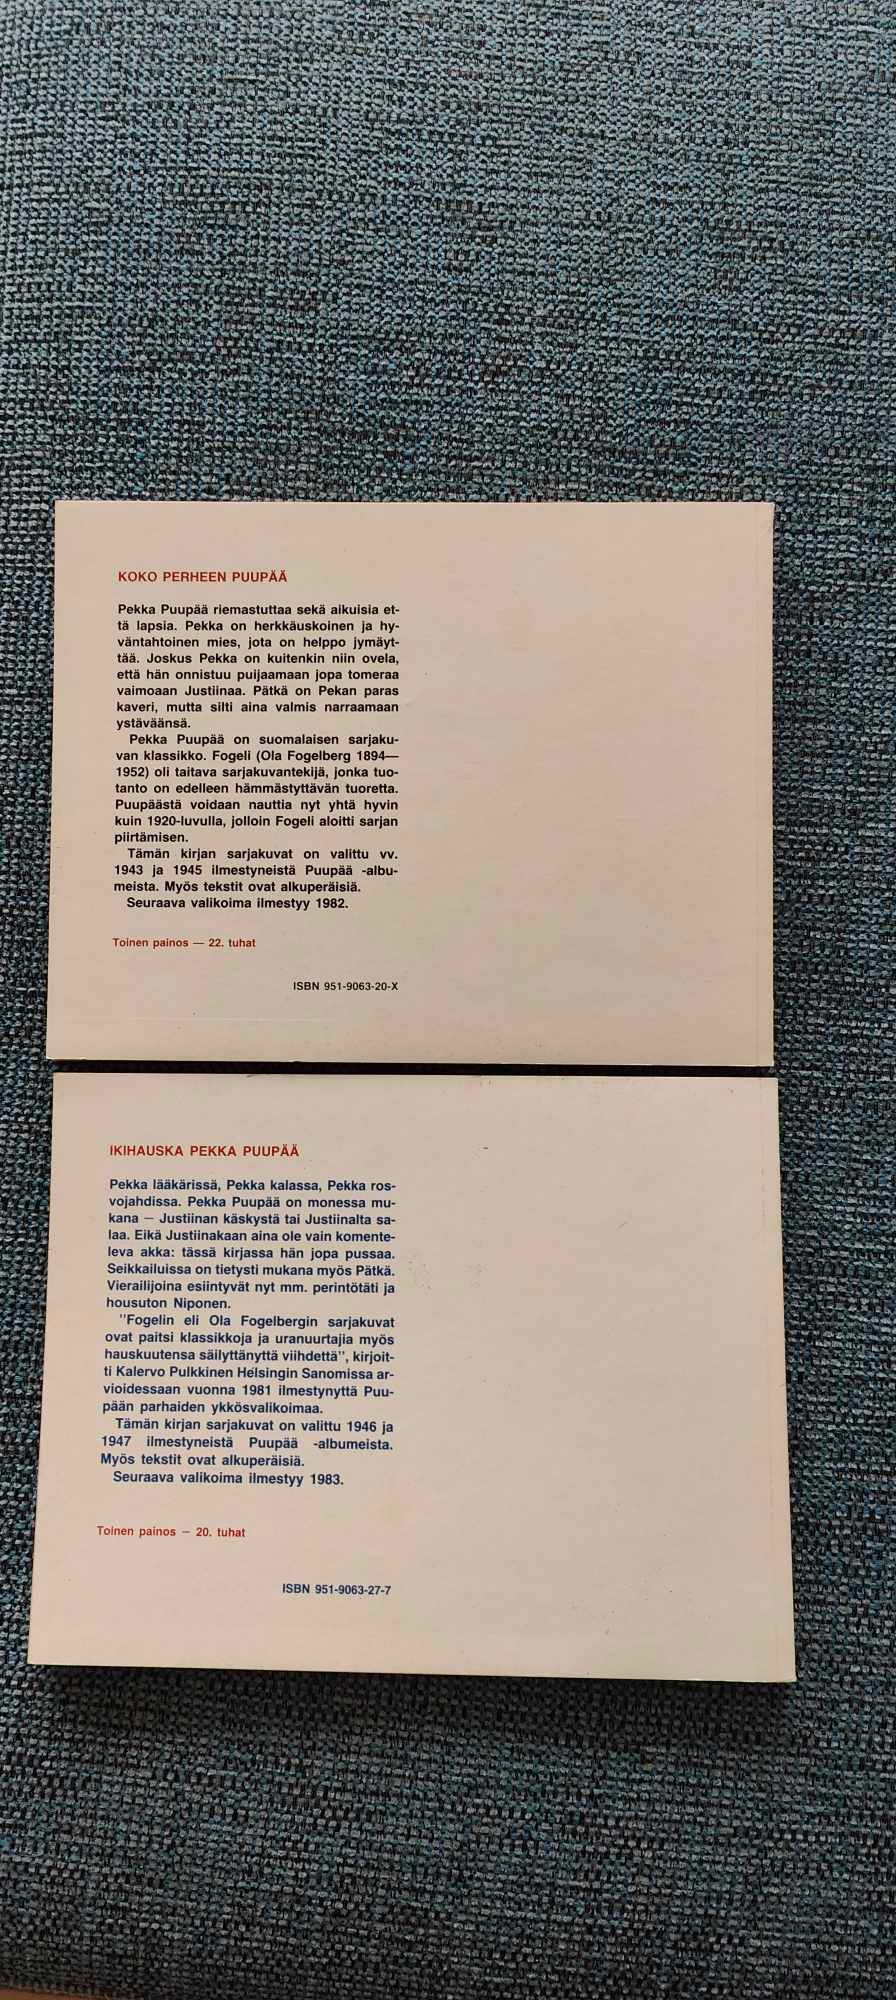 KOKO PERHEEN PUUPÄÄ
Pekka Puupää riemastuttaa sekä aikuisia et-
tä lapsia. Pekka on herkkäuskoinen ja hy-
väntahtoinen mies, jota on helppo jymäyt-
tää. Joskus Pekka on kuitenkin niin ovela,
että hän onnistuu puijaamaan jopa tomeraa
vaimoaan Justiinaa. Pätkä on Pekan paras
kaveri, mutta silti aina valmis narraamaan
ystäväänsä.
Pekka Puupää on suomalaisen sarjaku-
van klassikko. Fogeli (Ola Fogelberg 1894—
1952) oli taitava sarjakuvantekijä, jonka tuo-
tanto on edelleen hämmästyttävän tuoretta.
Puupäästä voidaan nauttia nyt yhtä hyvin
kuin 1920-luvulla, jolloin Fogeli aloitti sarjan
piirtämisen.
Tämän kirjan sarjakuvat on valittu vv.
1943 ja 1945 ilmestyneistä Puupää -albu-
meista. Myös tekstit ovat alkuperäisiä.
Seuraava valikoima ilmestyy 1982.
Toinen painos — 22. tuhat
ISBN 951-9063-20-X
IKIHAUSKA PEKKA PUUPÄÄ
Pekka lääkärissä, Pekka kalassa, Pekka ros-
vojahdissa. Pekka Puupää on monessa mu-
kana — Justiinan käskystä tai Justiinalta sa-
laa. Eikä Justiinakaan aina ole vain komente-
leva akka: tässä kirjassa hän jopa pussaa.
Seikkailuissa on tietysti mukana myös Pätkä.
Vierailijoina esiintyvät nyt mm. perintötäti ja
housuton Niponen.
"Fogelin eli Ola Fogelbergin sarjakuvat
ovat paitsi klassikkoja ja uranuurtajia myös
hauskuutensa säilyttänyttä viihdettä", kirjoit-
ti Kalervo Pulkkinen Helsingin Sanomissa ar-
vioidessaan vuonna 1981 ilmestynyttä Puu-
pään parhaiden ykkösvalikoimaa.
Tämän kirjan sarjakuvat on valittu 1946 ja
1947 ilmestyneistä Puupää -albumeista.
Myös tekstit ovat alkuperäisiä.
Seuraava valikoima ilmestyy 1983.
Toinen painos — 20. tuhat
ISBN 951-9063-27-7